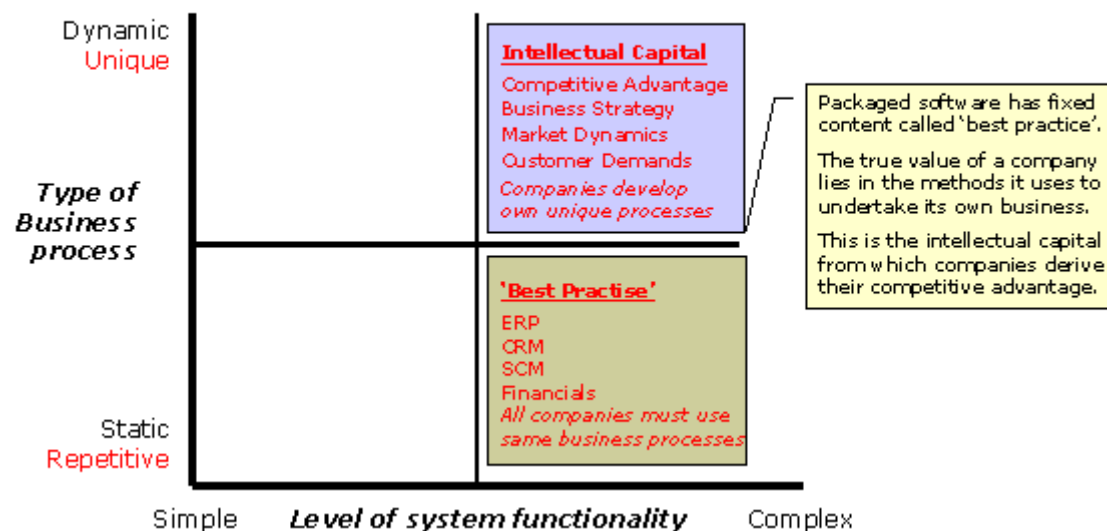 Dynamic
Unique
Type of
Business
process
Static
Repetitive
Intellectual Capital
Competitive Advantage
Business Strategy
Market Dynamics
Customer Demands
Companies develop
own unique processes
'Best Practise'
ERP
CRM
SCM
Financials
All companies must use
same business processes
Packaged software has fixed
content called 'best practice'.
The true value of a company
lies in the methods it uses to
undertake its own business.
This is the intellectual capital
from which companies derive
their competitive advantage.
Simple
Level of system functionality
Complex